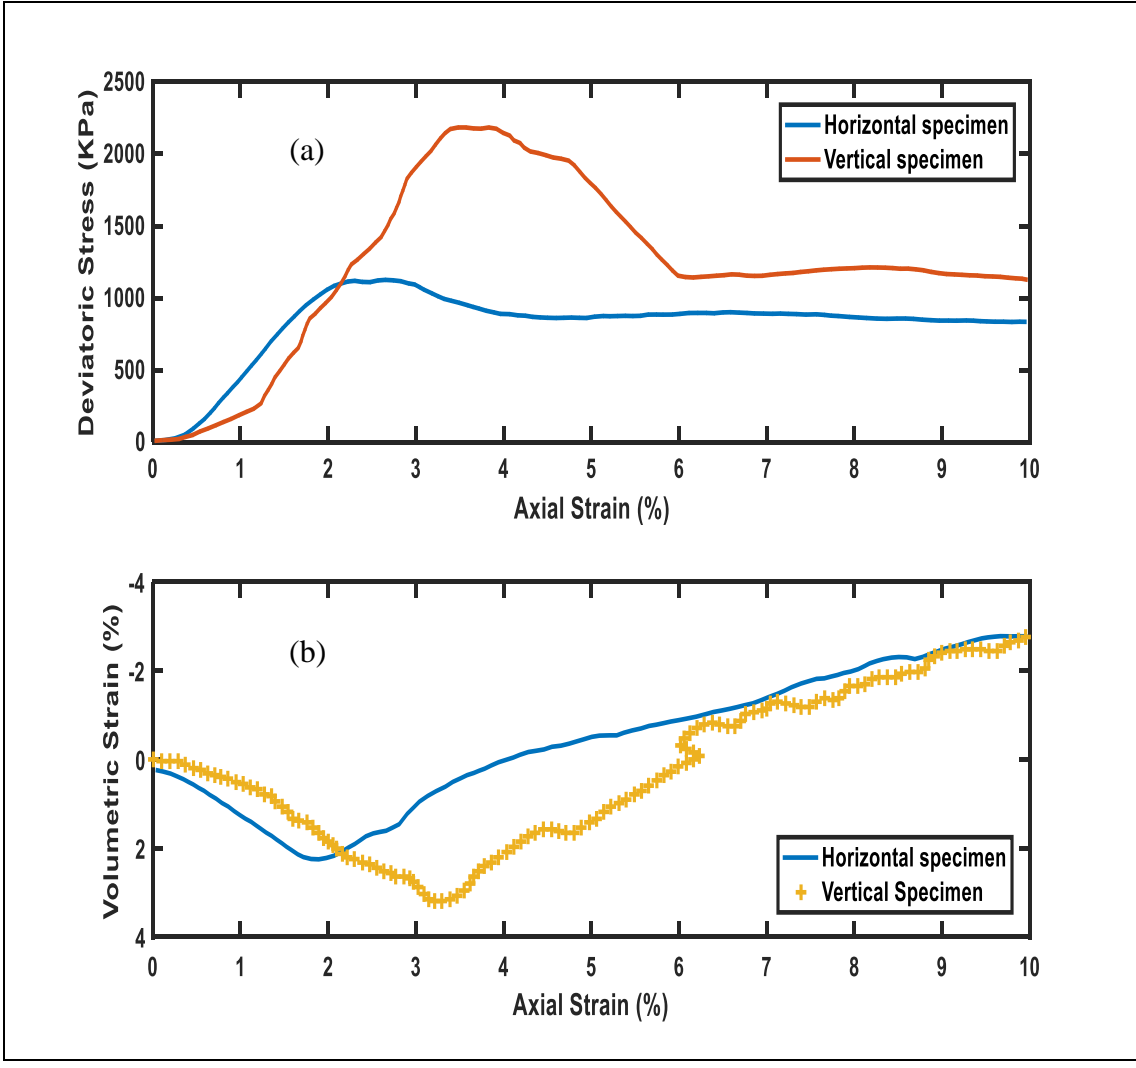 2500
2000
1500
1000
500
0
Deviatoric Stress (KPa)
(a)
Horizontal specimen
Vertical specimen
0 1 2 3 4 5 6 7 8 9 10
Axial Strain (%)
-4
-2
0
2
4
Volumetric Strain (%)
(b)
Horizontal specimen
Vertical Specimen
0 1 2 3 4 5 6 7 8 9 10
Axial Strain (%)